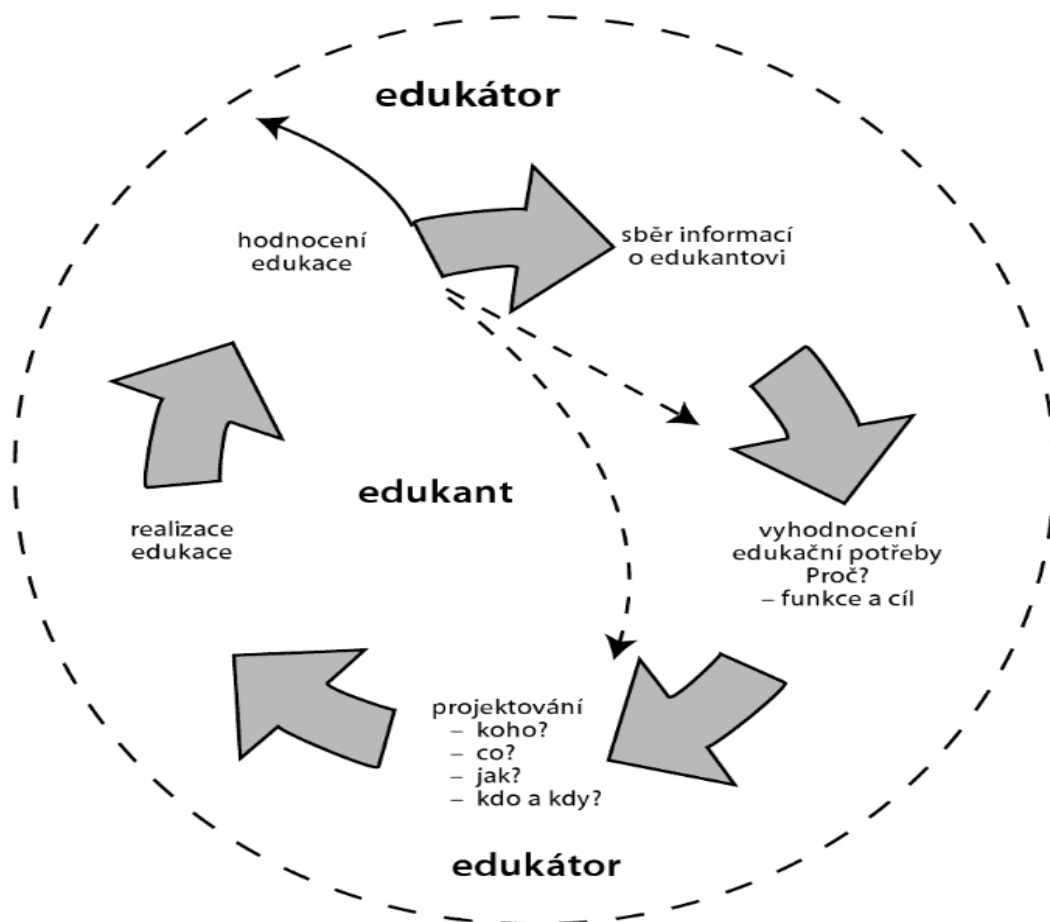 edukátor
hodnocení
edukace
sběr informací
o edukantovi
edukant
realizace
edukace
vyhodnocení
edukační potřeby
Proč?
– funkce a cíl
projektování
– koho?
– co?
– jak?
– kdo a kdy?
edukátor